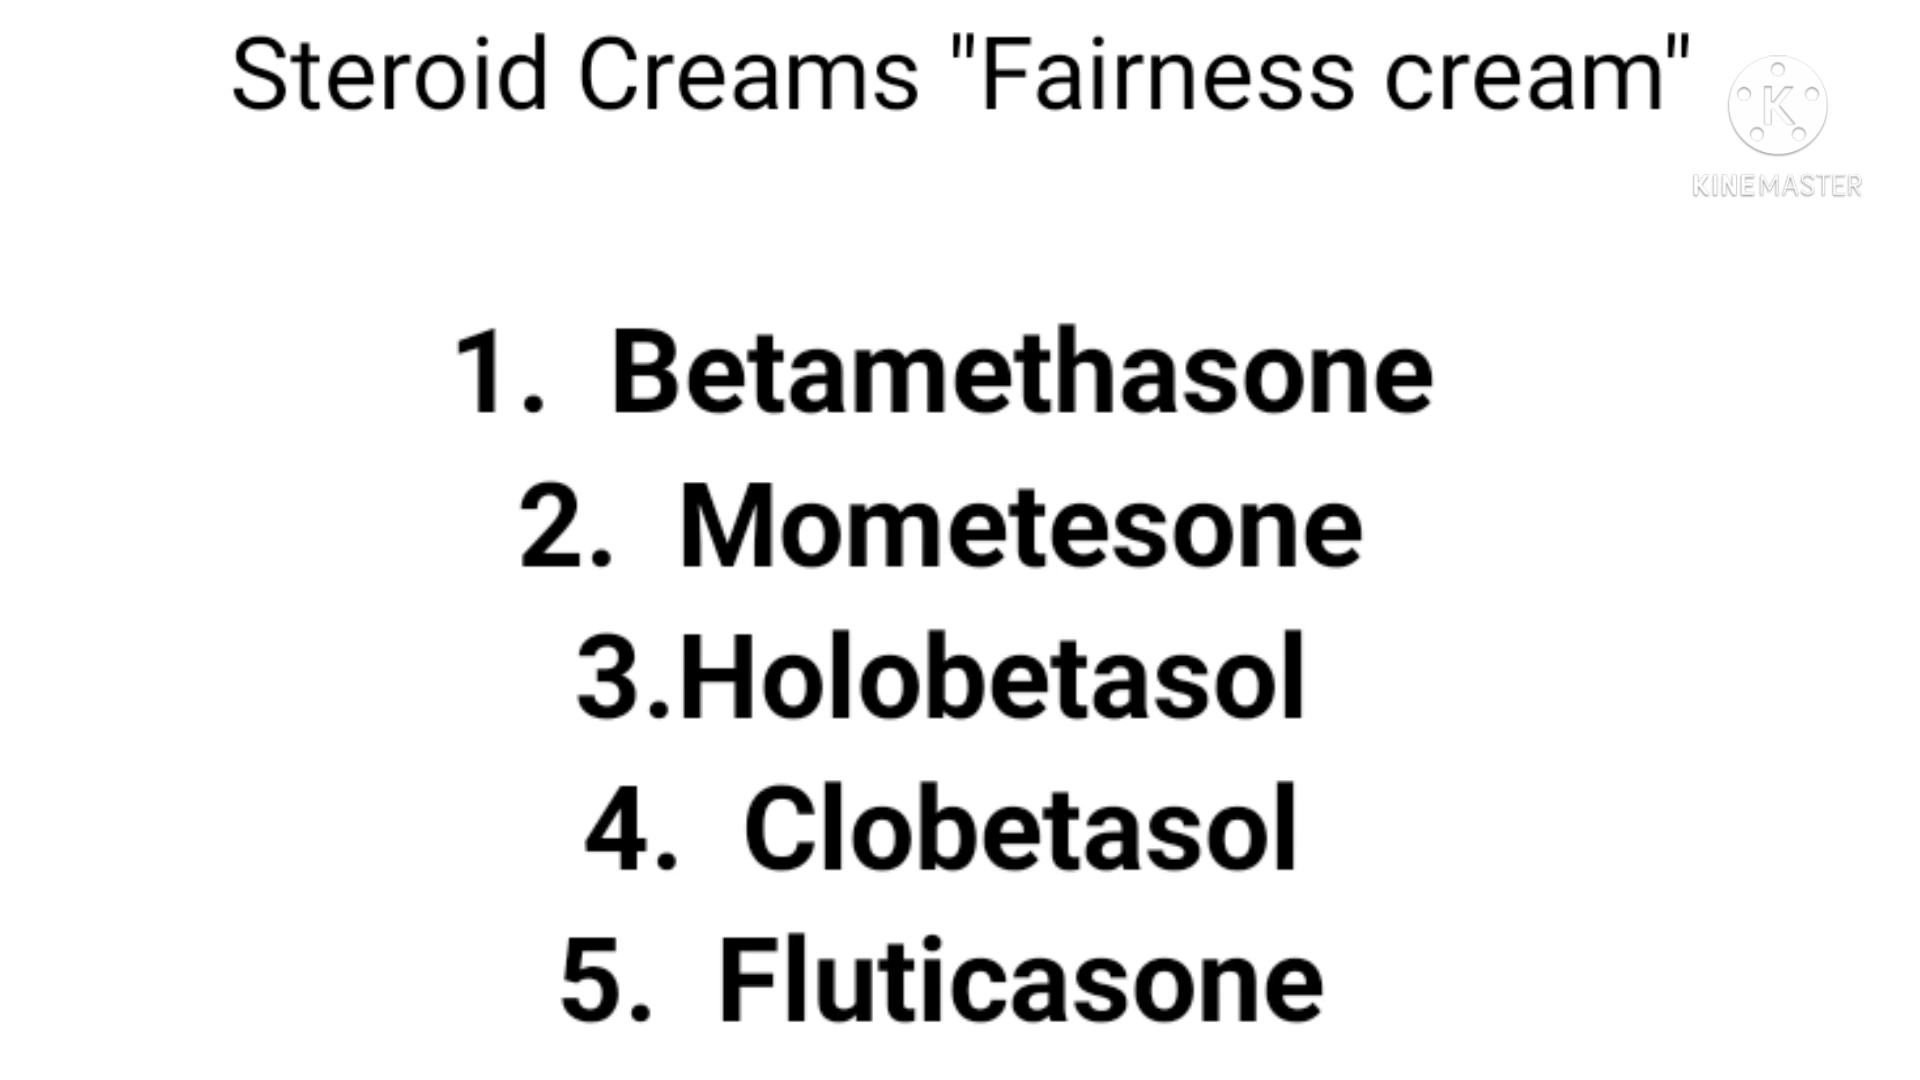 Steroid Creams "Fairness cream"
KINEMASTER
1. Betamethasone
2. Mometesone
3.Holobetasol
4. Clobetasol
5. Fluticasone